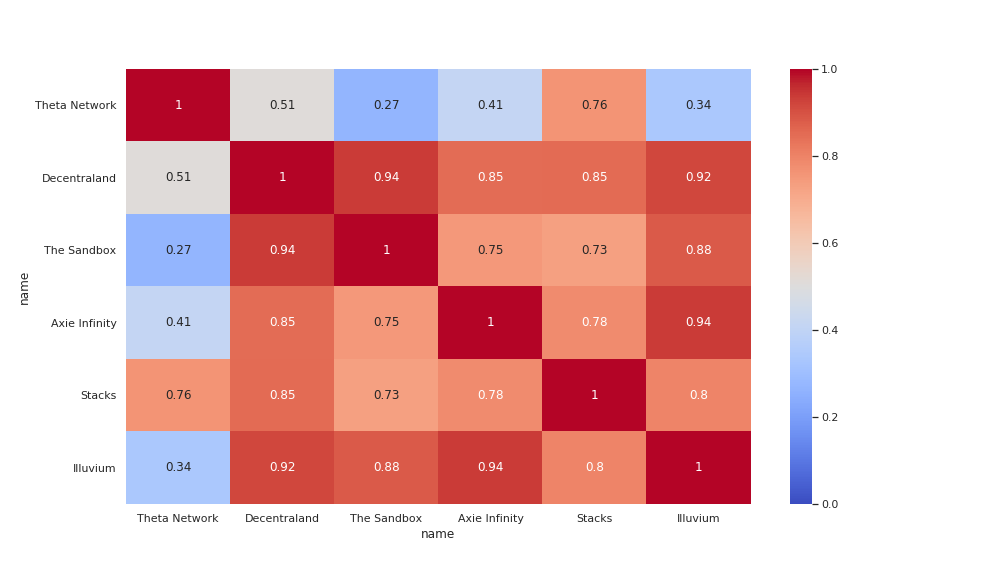 Theta Network 1 0.51 0.27 0.41 0.76 0.34
Decentraland 0.51 1 0.94 0.85 0.85 0.92
The Sandbox 0.27 0.94 1 0.75 0.73 0.88
Axie Infinity 0.41 0.85 0.75 1 0.78 0.94
Stacks 0.76 0.85 0.73 0.78 1 0.8
Illuvium 0.34 0.92 0.88 0.94 0.8 1
name
Theta Network Decentraland The Sandbox Axie Infinity Stacks Illuvium
name
1.0
0.8
0.6
0.4
0.2
0.0